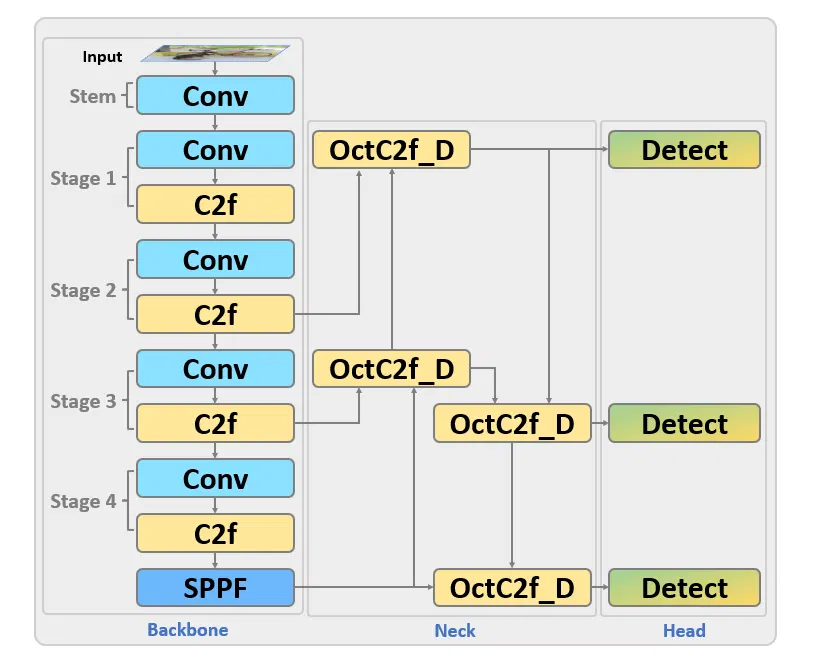 Input
Stem
Conv
Stage 1
Conv
C2f
Stage 2
Conv
C2f
Stage 3
Conv
C2f
Stage 4
Conv
C2f
SPPF
Backbone
OctC2f_D
OctC2f_D
OctC2f_D
OctC2f_D
Neck
Detect
Detect
Detect
Head